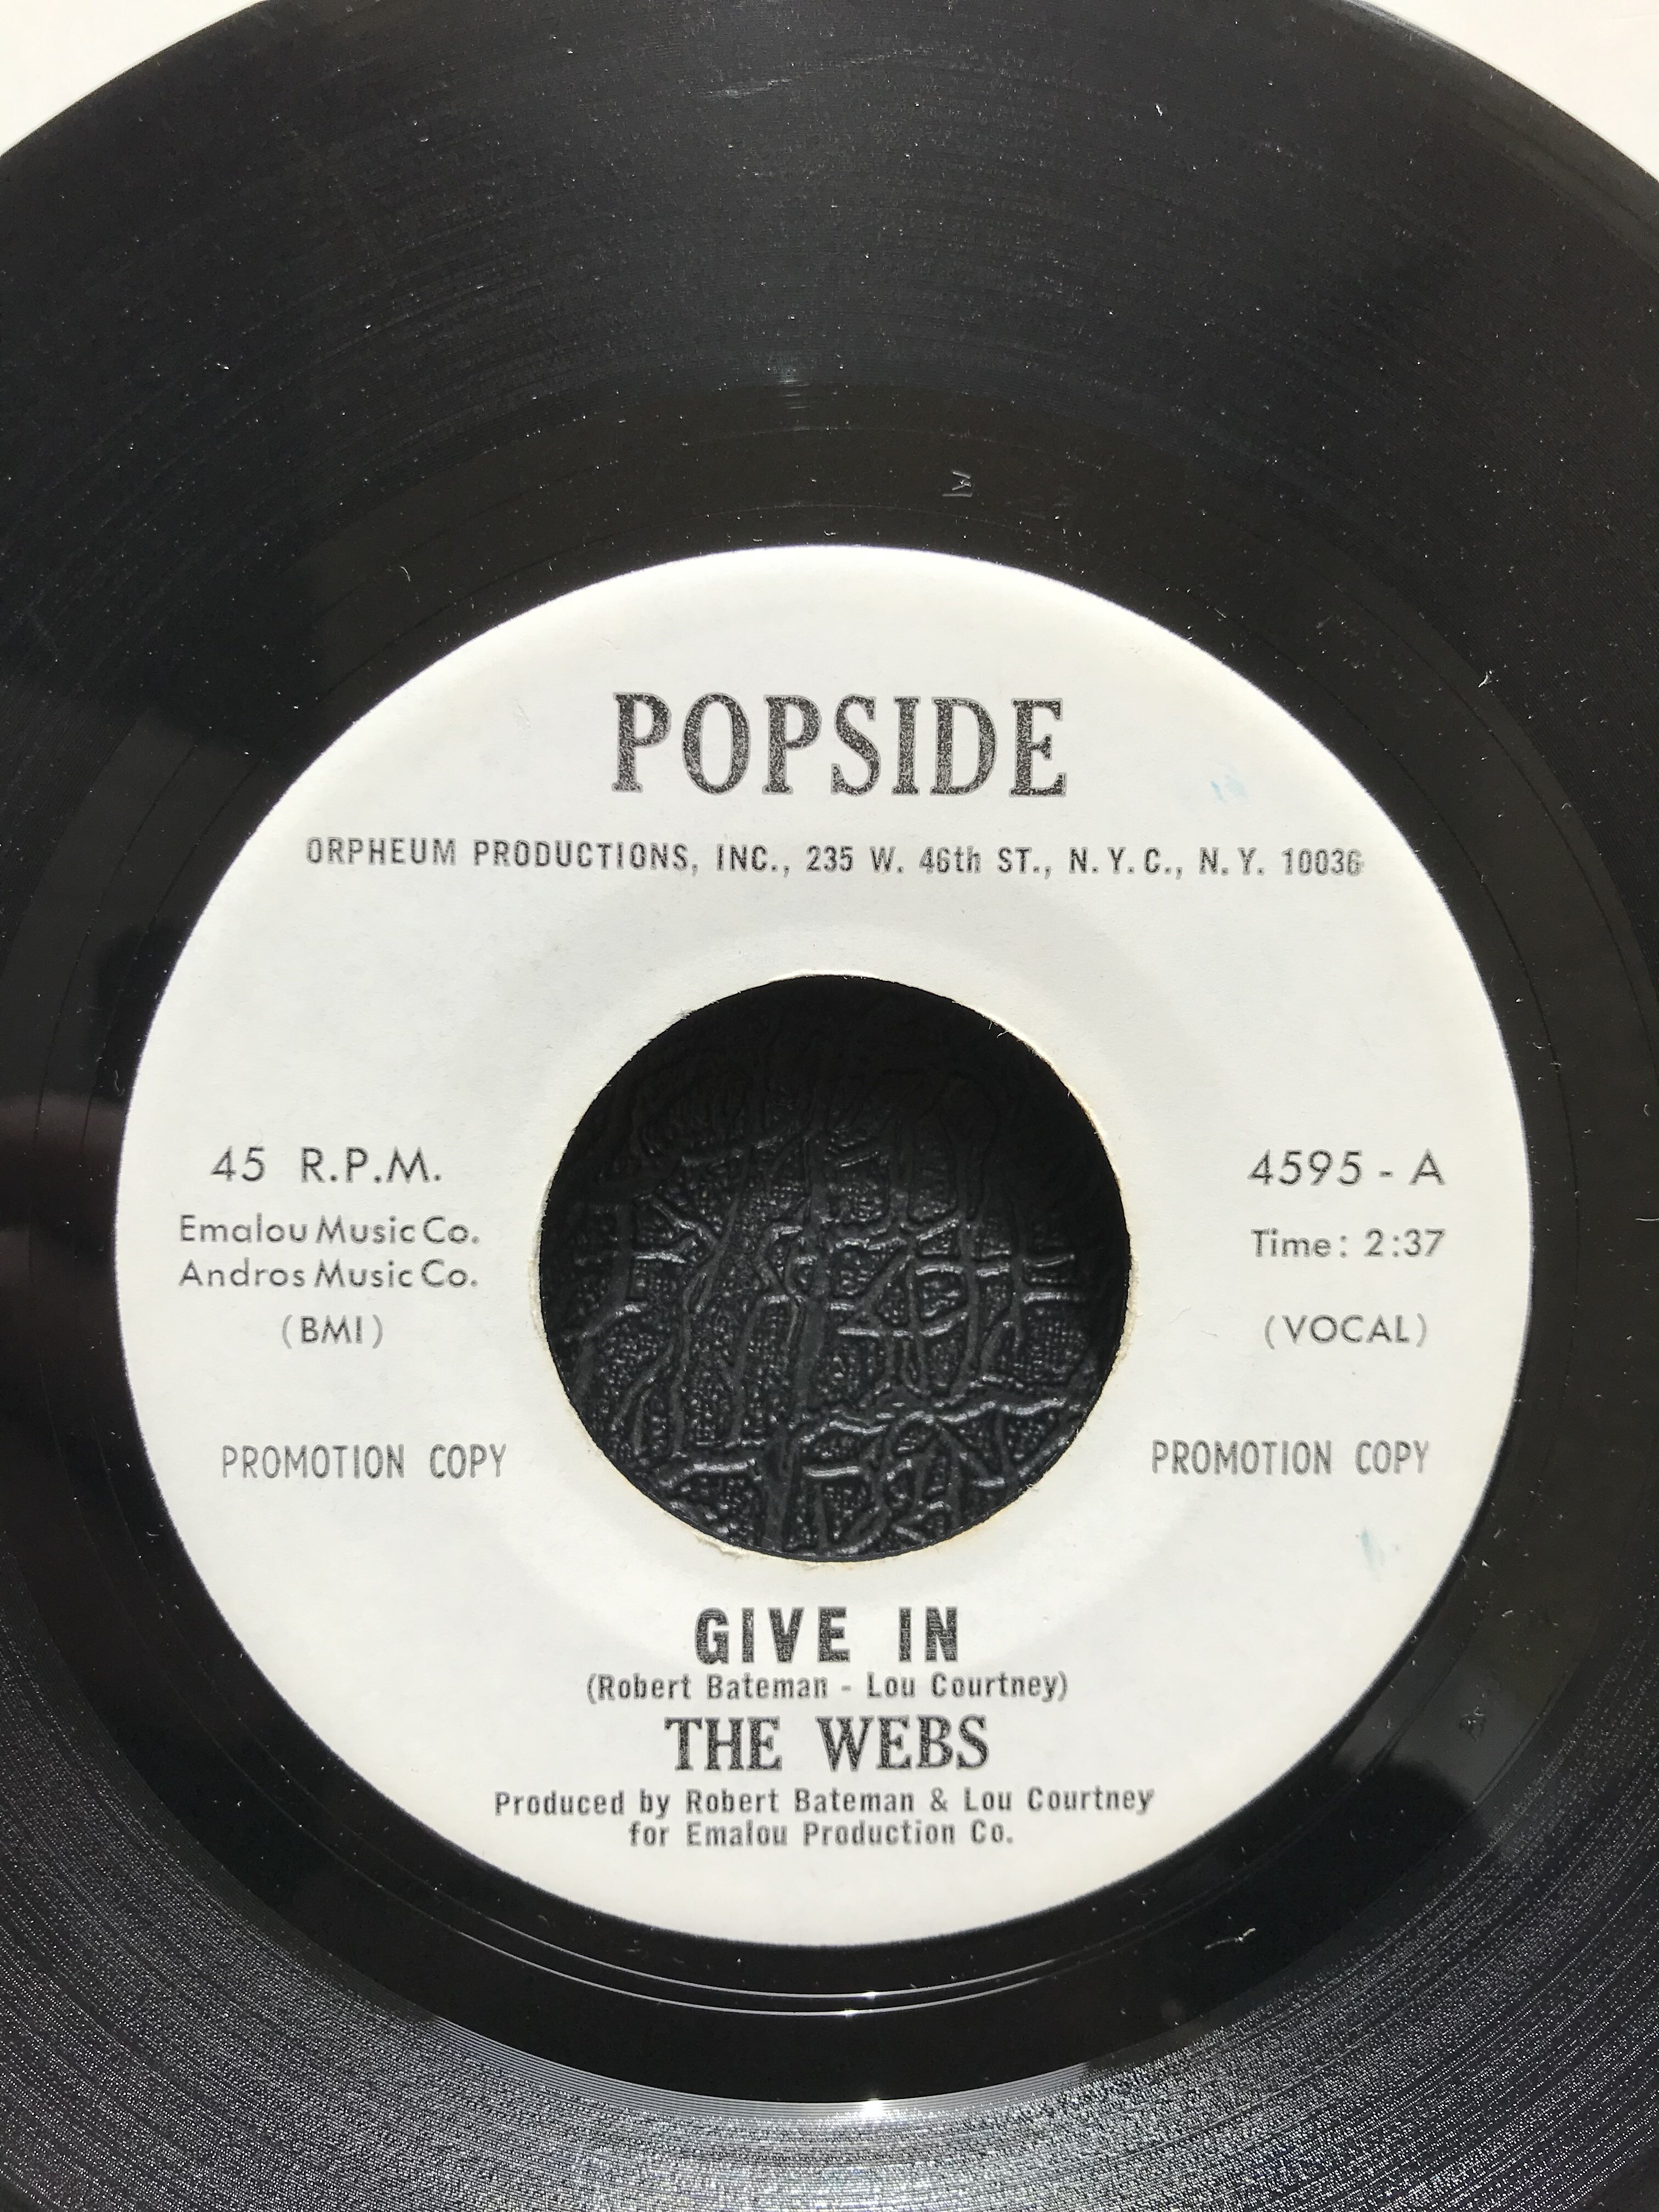 POPSIDE
ORPHEUM PRODUCTIONS, INC., 235 W. 46th ST., N.Y.C., N.Y. 10036
45 R.P.M.
Emalou Music Co.
Andros Music Co.
(BMI)
PROMOTION COPY
4595 - A
Time: 2:37
(VOCAL)
PROMOTION COPY
GIVE IN
(Robert Bateman - Lou Courtney)
THE WEBS
Produced by Robert Bateman & Lou Courtney
for Emalou Production Co.